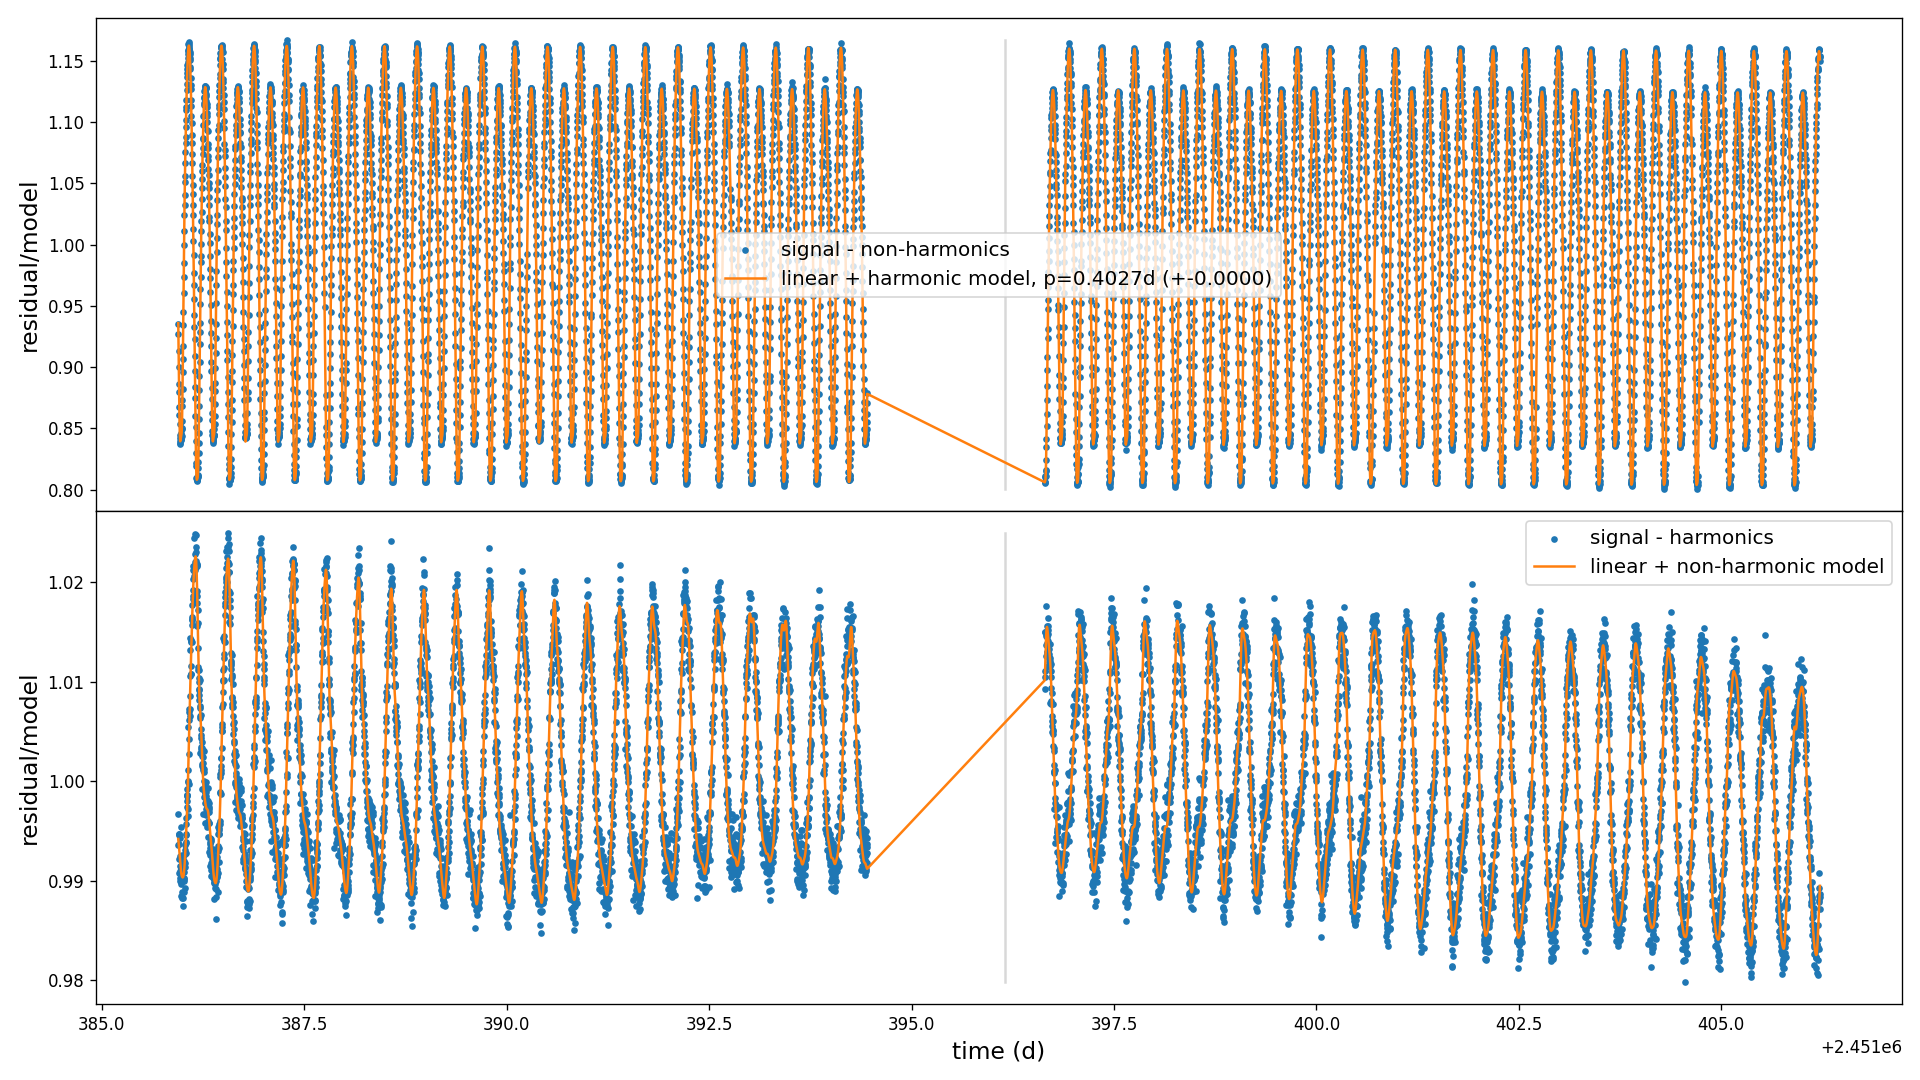 residual/model
1.15
1.10
1.05
1.00
0.95
0.90
0.85
0.80
signal - non-harmonics
linear + harmonic model, p=0.4027d (+-0.0000)
residual/model
1.02
1.01
1.00
0.99
0.98
signal - harmonics
linear + non-harmonic model
385.0 387.5 390.0 392.5 395.0 397.5 400.0 402.5 405.0
time (d)
+2.451e6